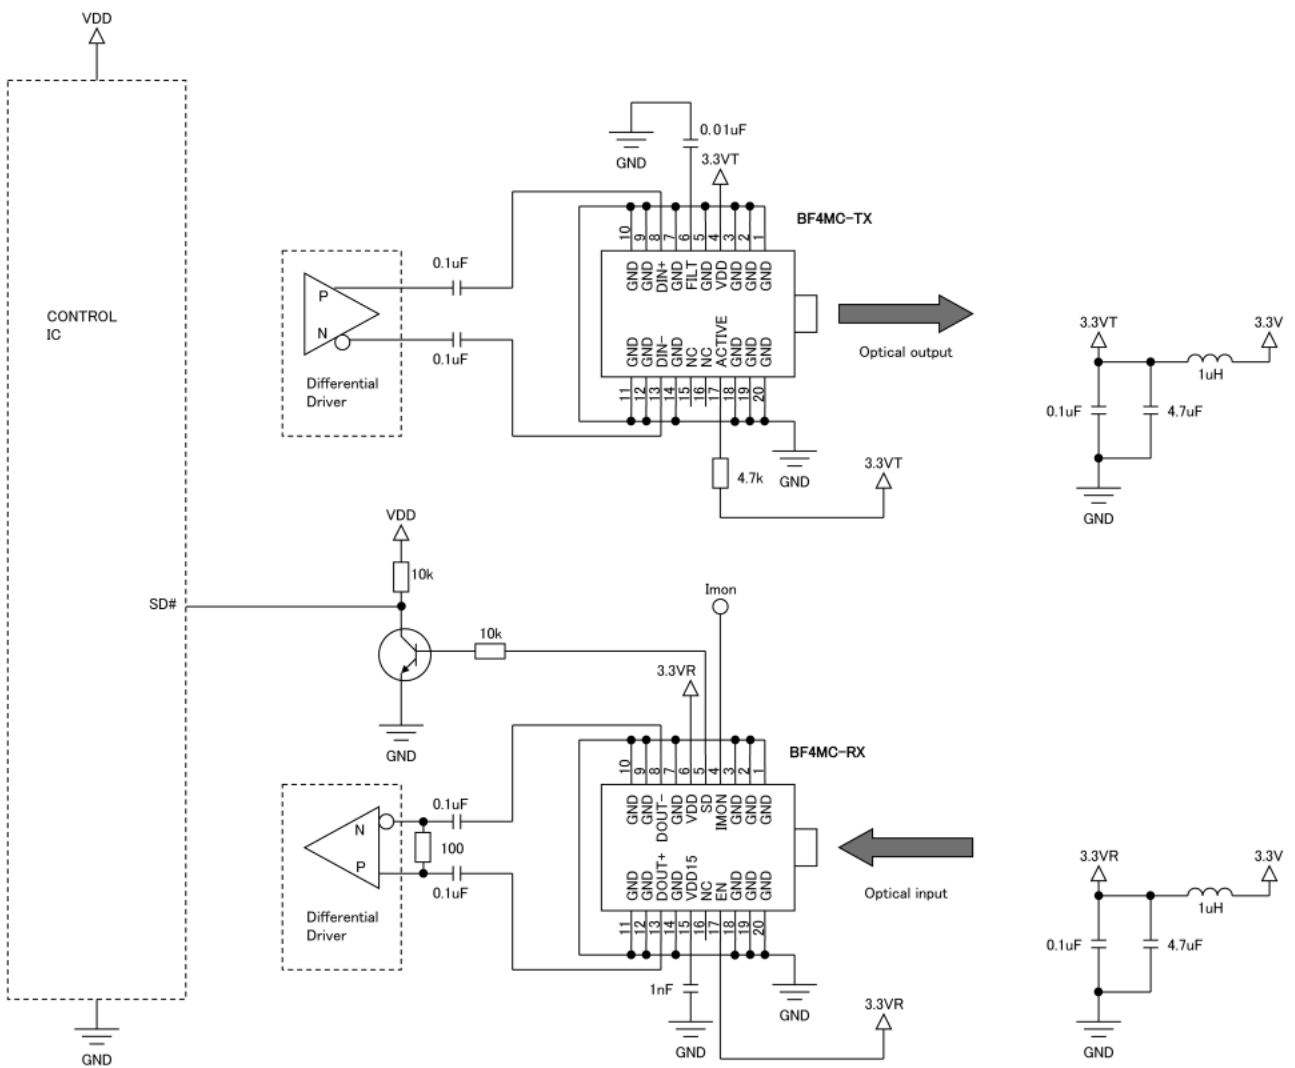 VDD
CONTROL
IC
SD#
GND
0.01uF
GND
3.3VT
BF4MC-TX
10
9
8
7
6
5
4
3
2
1
GND
GND
DIN+
GND
FILT
GND
VDD
GND
GND
GND
GND
GND
DIN-
GND
NC
NC
ACTIVE
GND
GND
GND
11
12
13
14
15
16
17
18
19
20
0.1uF
P
N
0.1uF
Differential
Driver
Optical output
GND
4.7k
3.3VT
3.3VT
3.3V
1uH
0.1uF
4.7uF
GND
VDD
10k
10k
GND
Imon
3.3VR
BF4MC-RX
10
9
8
7
6
5
4
3
2
1
GND
GND
DOUT-
GND
VDD
SD
IMON
GND
GND
GND
GND
GND
DOUT+
GND
VDD15
NC
EN
GND
GND
GND
11
12
13
14
15
16
17
18
19
20
0.1uF
N
100
P
0.1uF
Differential
Driver
Optical input
1nF
GND
GND
3.3VR
3.3VR
3.3V
1uH
0.1uF
4.7uF
GND